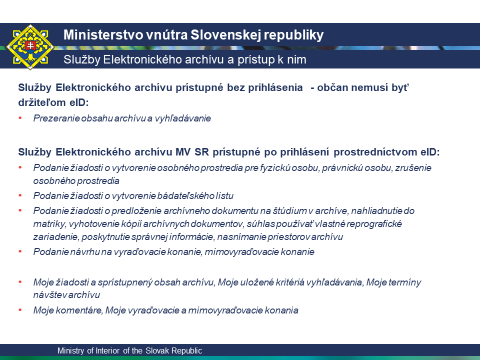 Ministerstvo vnútra Slovenskej republiky
Služby Elektronického archívu a prístup k nim
Služby Elektronického archívu prístupné bez prihlásenia - občan nemusí byť
držiteľom eID:
• Prezeranie obsahu archívu a vyhľadávanie
Služby Elektronického archívu MV SR prístupné po prihlásení prostredníctvom eID:
• Podanie žiadosti o vytvorenie osobného prostredia pre fyzickú osobu, právnickú osobu, zrušenie
osobného prostredia
• Podanie žiadosti o vytvorenie bádateľského listu
• Podanie žiadosti o predloženie archívneho dokumentu na štúdium v archíve, nahliadnutie do
matriky, vyhotovenie kópií archívnych dokumentov, súhlas používať vlastné reprografické
zariadenie, poskytnutie správnej informácie, nasnímanie priestorov archívu
• Podanie návrhu na vyraďovacie konanie, mimovyraďovacie konanie
• Moje žiadosti a sprístupnený obsah archívu, Moje uložené kritériá vyhľadávania, Moje termíny
návštev archívu
• Moje komentáre, Moje vyraďovacie a mimovyraďovacie konania
Ministry of Interior of the Slovak Republic